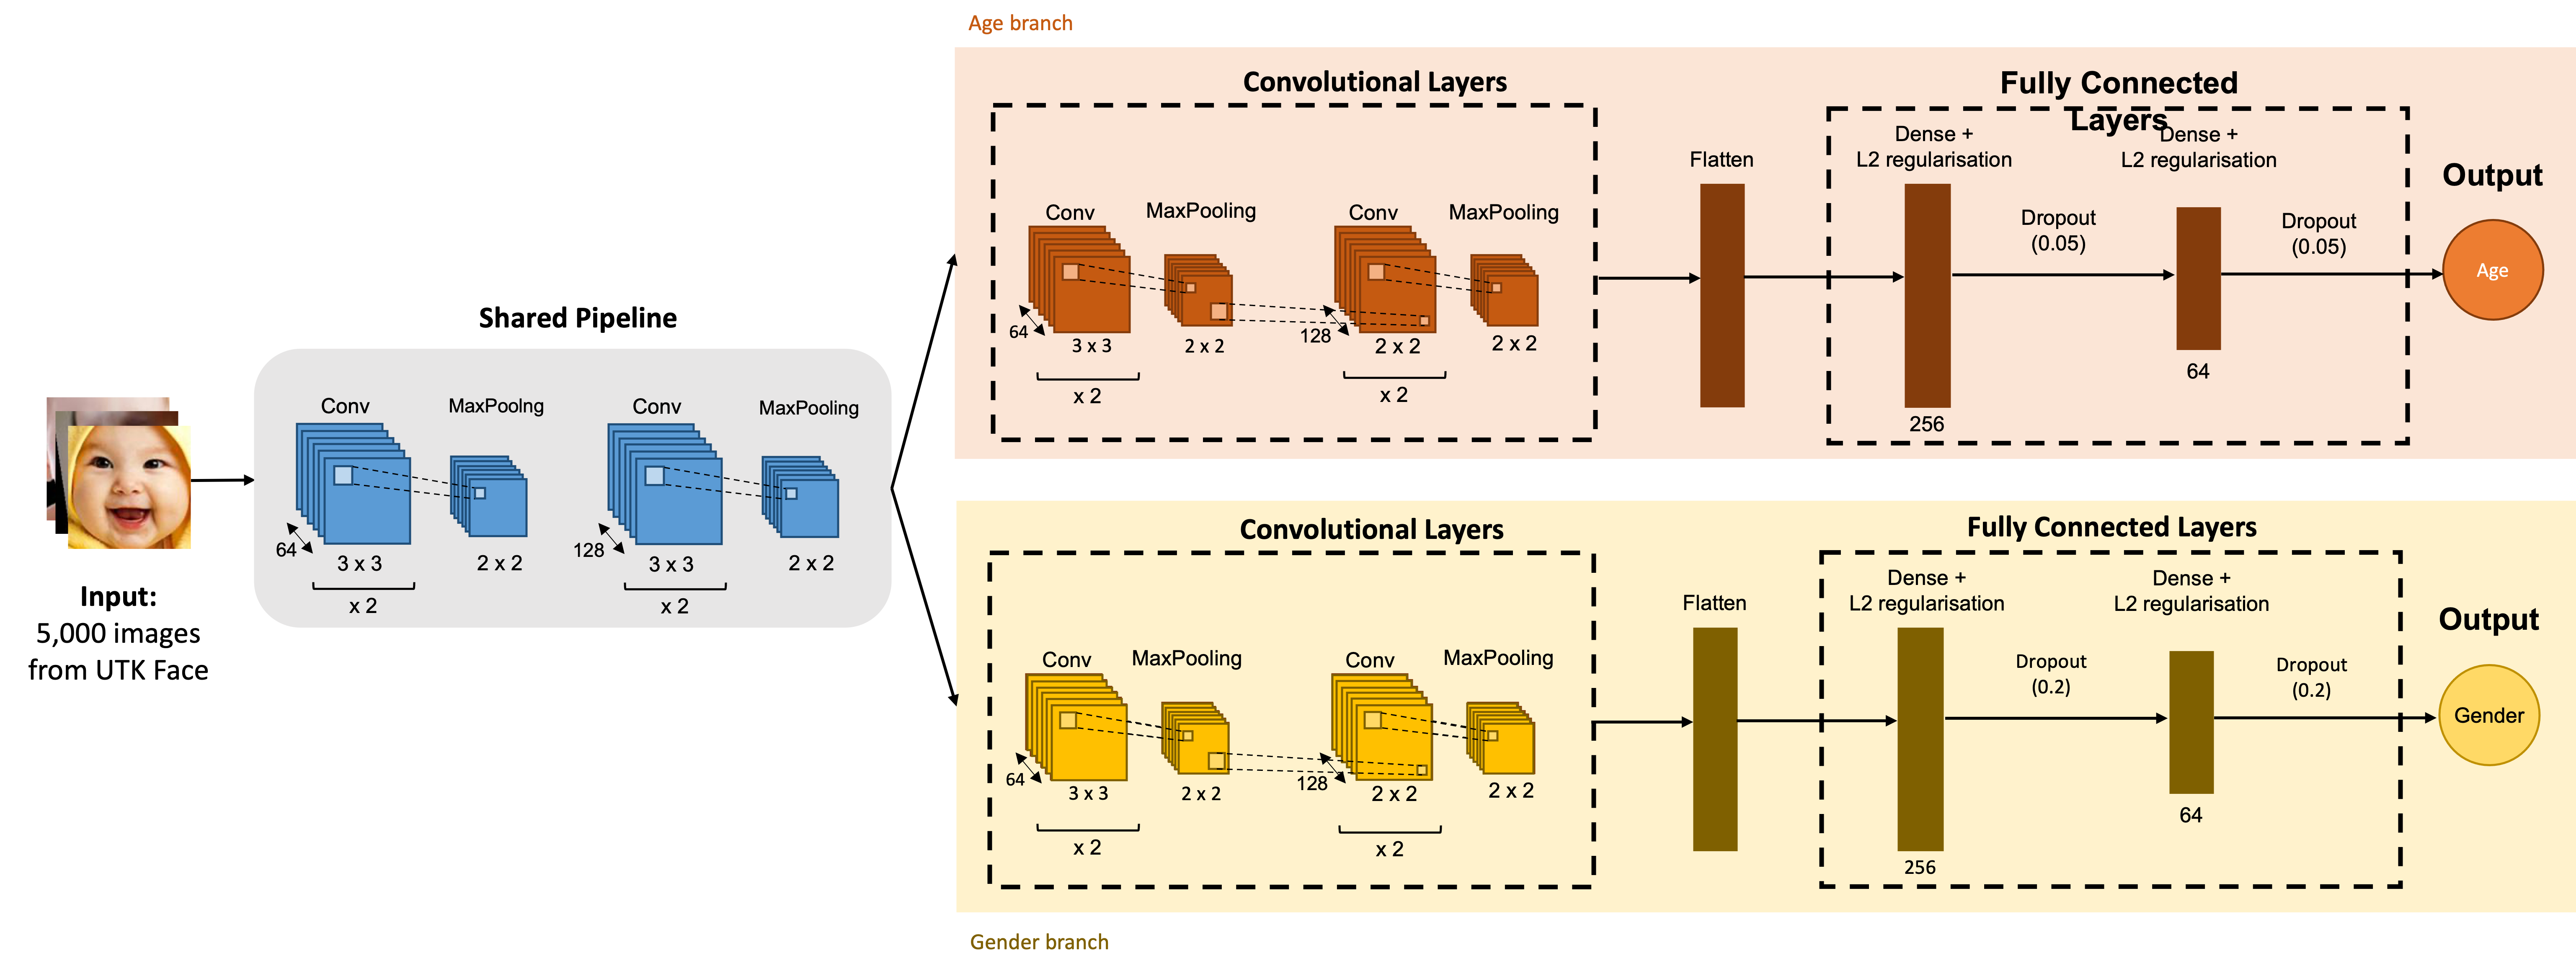 Age branch
Convolutional Layers
Fully Connected
Layers
Conv
MaxPooling
Conv
MaxPooling
64
3 x 3
2 x 2
128
2 x 2
2 x 2
x 2
x 2
Flatten
Dense +
L2 regularisation
Dense +
L2 regularisation
Dropout
(0.05)
Dropout
(0.05)
256
64
Output
Age
Shared Pipeline
Conv
MaxPoolng
Conv
MaxPooling
64
3 x 3
2 x 2
128
3 x 3
2 x 2
x 2
x 2
Input:
5,000 images
from UTK Face
Convolutional Layers
Fully Connected Layers
Conv
MaxPooling
Conv
MaxPooling
64
3 x 3
2 x 2
128
2 x 2
2 x 2
x 2
x 2
Flatten
Dense +
L2 regularisation
Dense +
L2 regularisation
Dropout
(0.2)
Dropout
(0.2)
256
64
Output
Gender
Gender branch